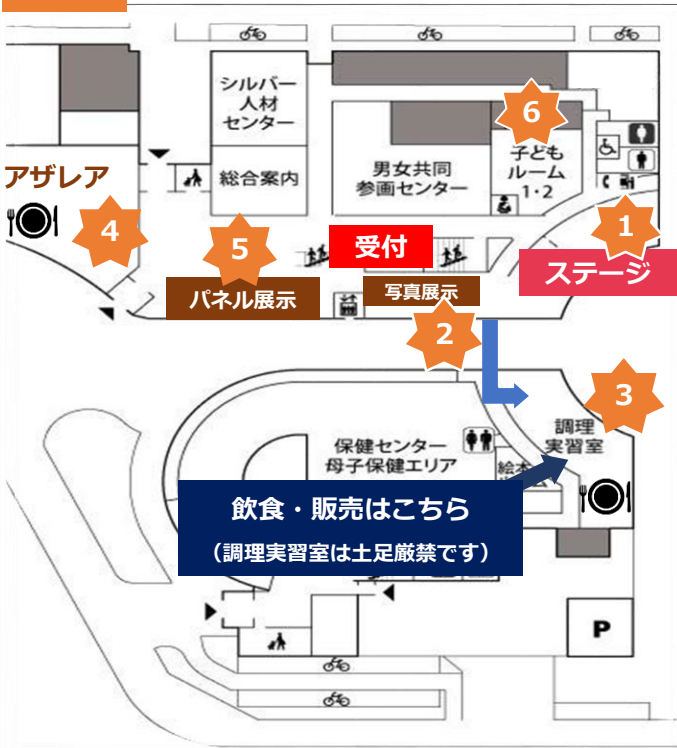 シルバー
人材
センター
6
子ども
ルーム
1・2
アザレア
総合案内
男女共同
参画センター
1
4
5
受付
ステージ
パネル展示
写真展示
2
3
調理
実習室
保健センター
母子保健エリア
絵本
飲食・販売はこちら
(調理実習室は土足厳禁です)
P